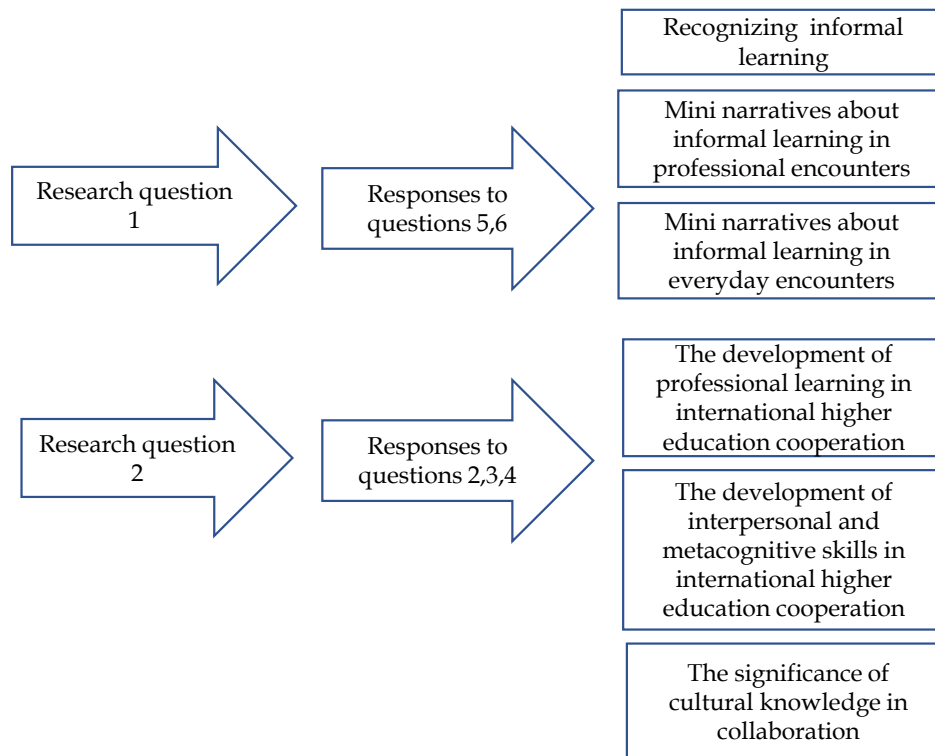 Research question
1
Responses to
questions 5,6
Recognizing informal
learning
Mini narratives about
informal learning in
professional encounters
Mini narratives about
informal learning in
everyday encounters
Research question
2
Responses to
questions 2,3,4
The development of
professional learning in
international higher
education cooperation
The development of
interpersonal and
metacognitive skills in
international higher
education cooperation
The significance of
cultural knowledge in
collaboration